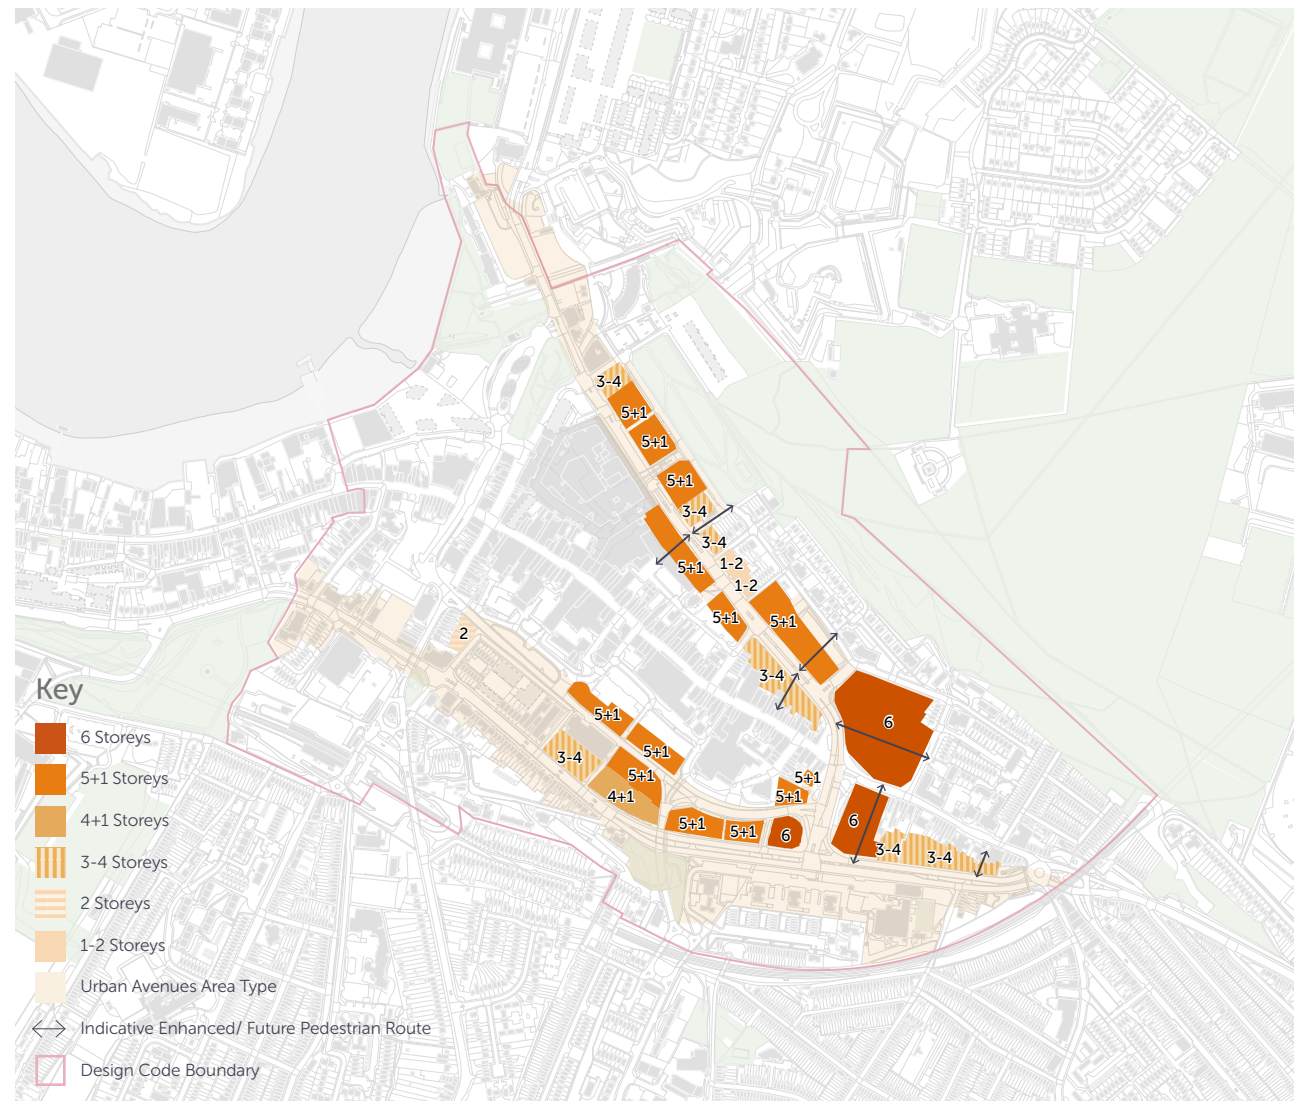 3-4
5+1
5+1
5+1
3-4
3-4
1-2
5+1
1-2
5+1
5+1
2
3-4
5+1
6
5+1
3-4
5+1
5+1
4+1
5+1
6
5+1
5+1
6
3-4
3-4
Key
6 Storeys
5+1 Storeys
4+1 Storeys
3-4 Storeys
2 Storeys
1-2 Storeys
Urban Avenues Area Type
Indicative Enhanced/ Future Pedestrian Route
Design Code Boundary